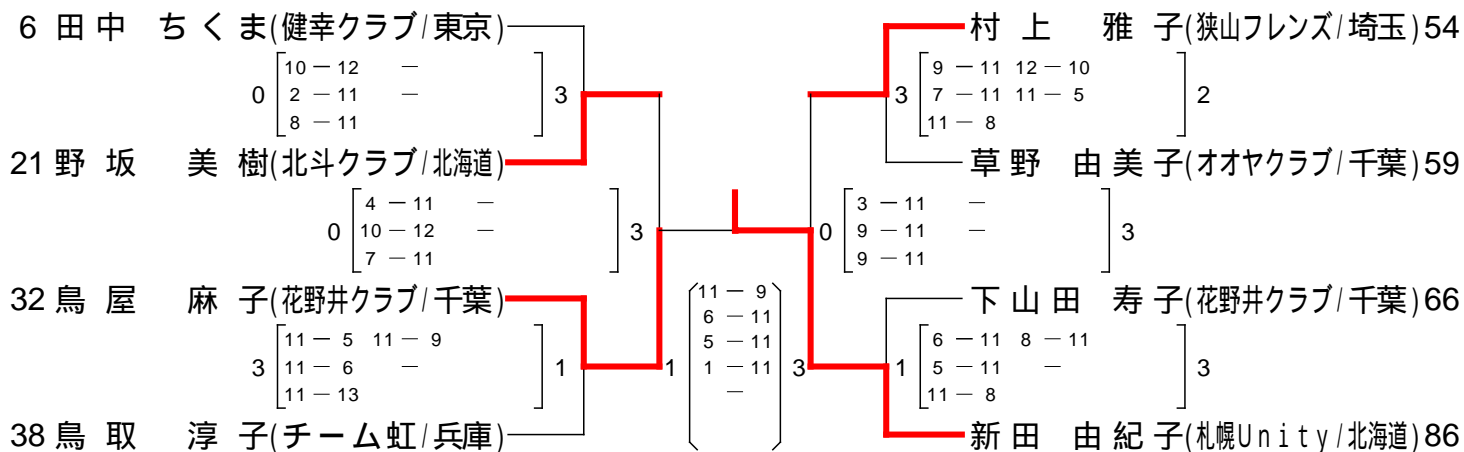 6 田中 ちくま(健幸クラブ/東京)
0 [10－12 － 2－11 － 8－11] 3
21 野坂 美樹(北斗クラブ/北海道)
0 [4－11 － 10－12 － 7－11] 3
32 鳥屋 麻子(花野井クラブ/千葉)
3 [11－5 11－9 11－6 － 11－13] 1
38 鳥取 淳子(チーム虹/兵庫)
1 (11－9 6－11 5－11 1－11 －) 3
村上 雅子(狭山フレンズ/埼玉) 54
3 [9－11 12－10 7－11 11－5 11－8] 2
草野 由美子(オオヤクラブ/千葉) 59
0 [3－11 － 9－11 － 9－11] 3
下山田 寿子(花野井クラブ/千葉) 66
1 [6－11 8－11 5－11 － 11－8] 3
新田 由紀子(札幌Unity/北海道) 86